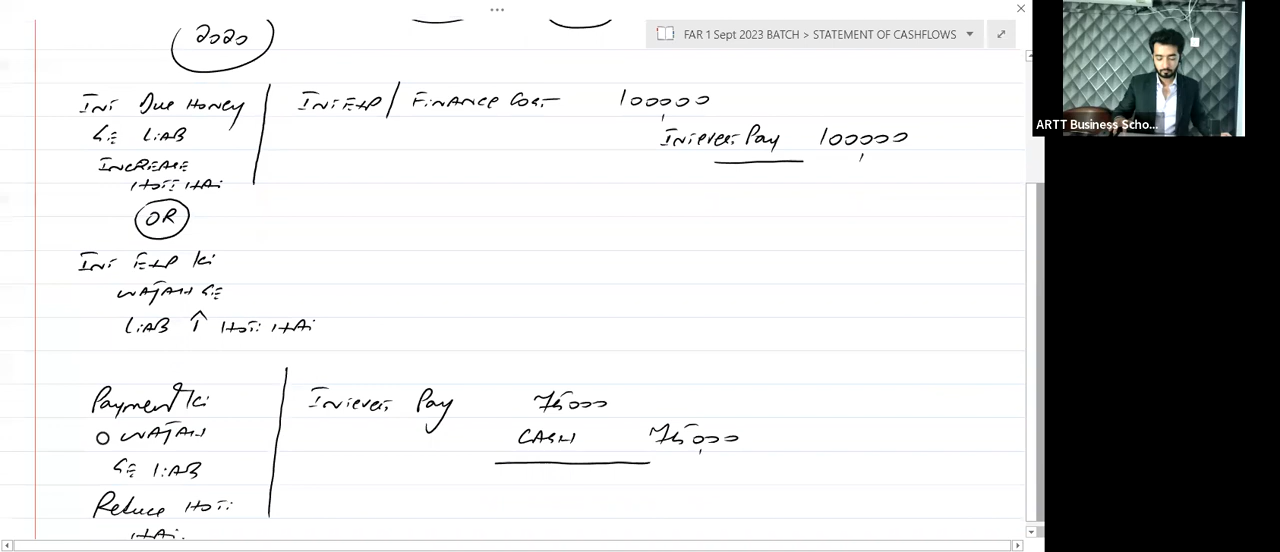 FAR 1 Sept 2023 BATCH > STATEMENT OF CASHFLOWS
ARTT Business Scho...
2020
INT DUE HONEY
SE LIAB
INCREASE
HOTI HAI
INT EXP / FINANCE COST 100000
INTEREST PAY 100000
OR
INT EXP KI
WAJAH SE
LIAB ↑ HOTI HAI
PAYMENT KI
WAJAH
SE LIAB
REDUCE HOTI
HAI.
INTEREST PAY 75000
CASH 75000